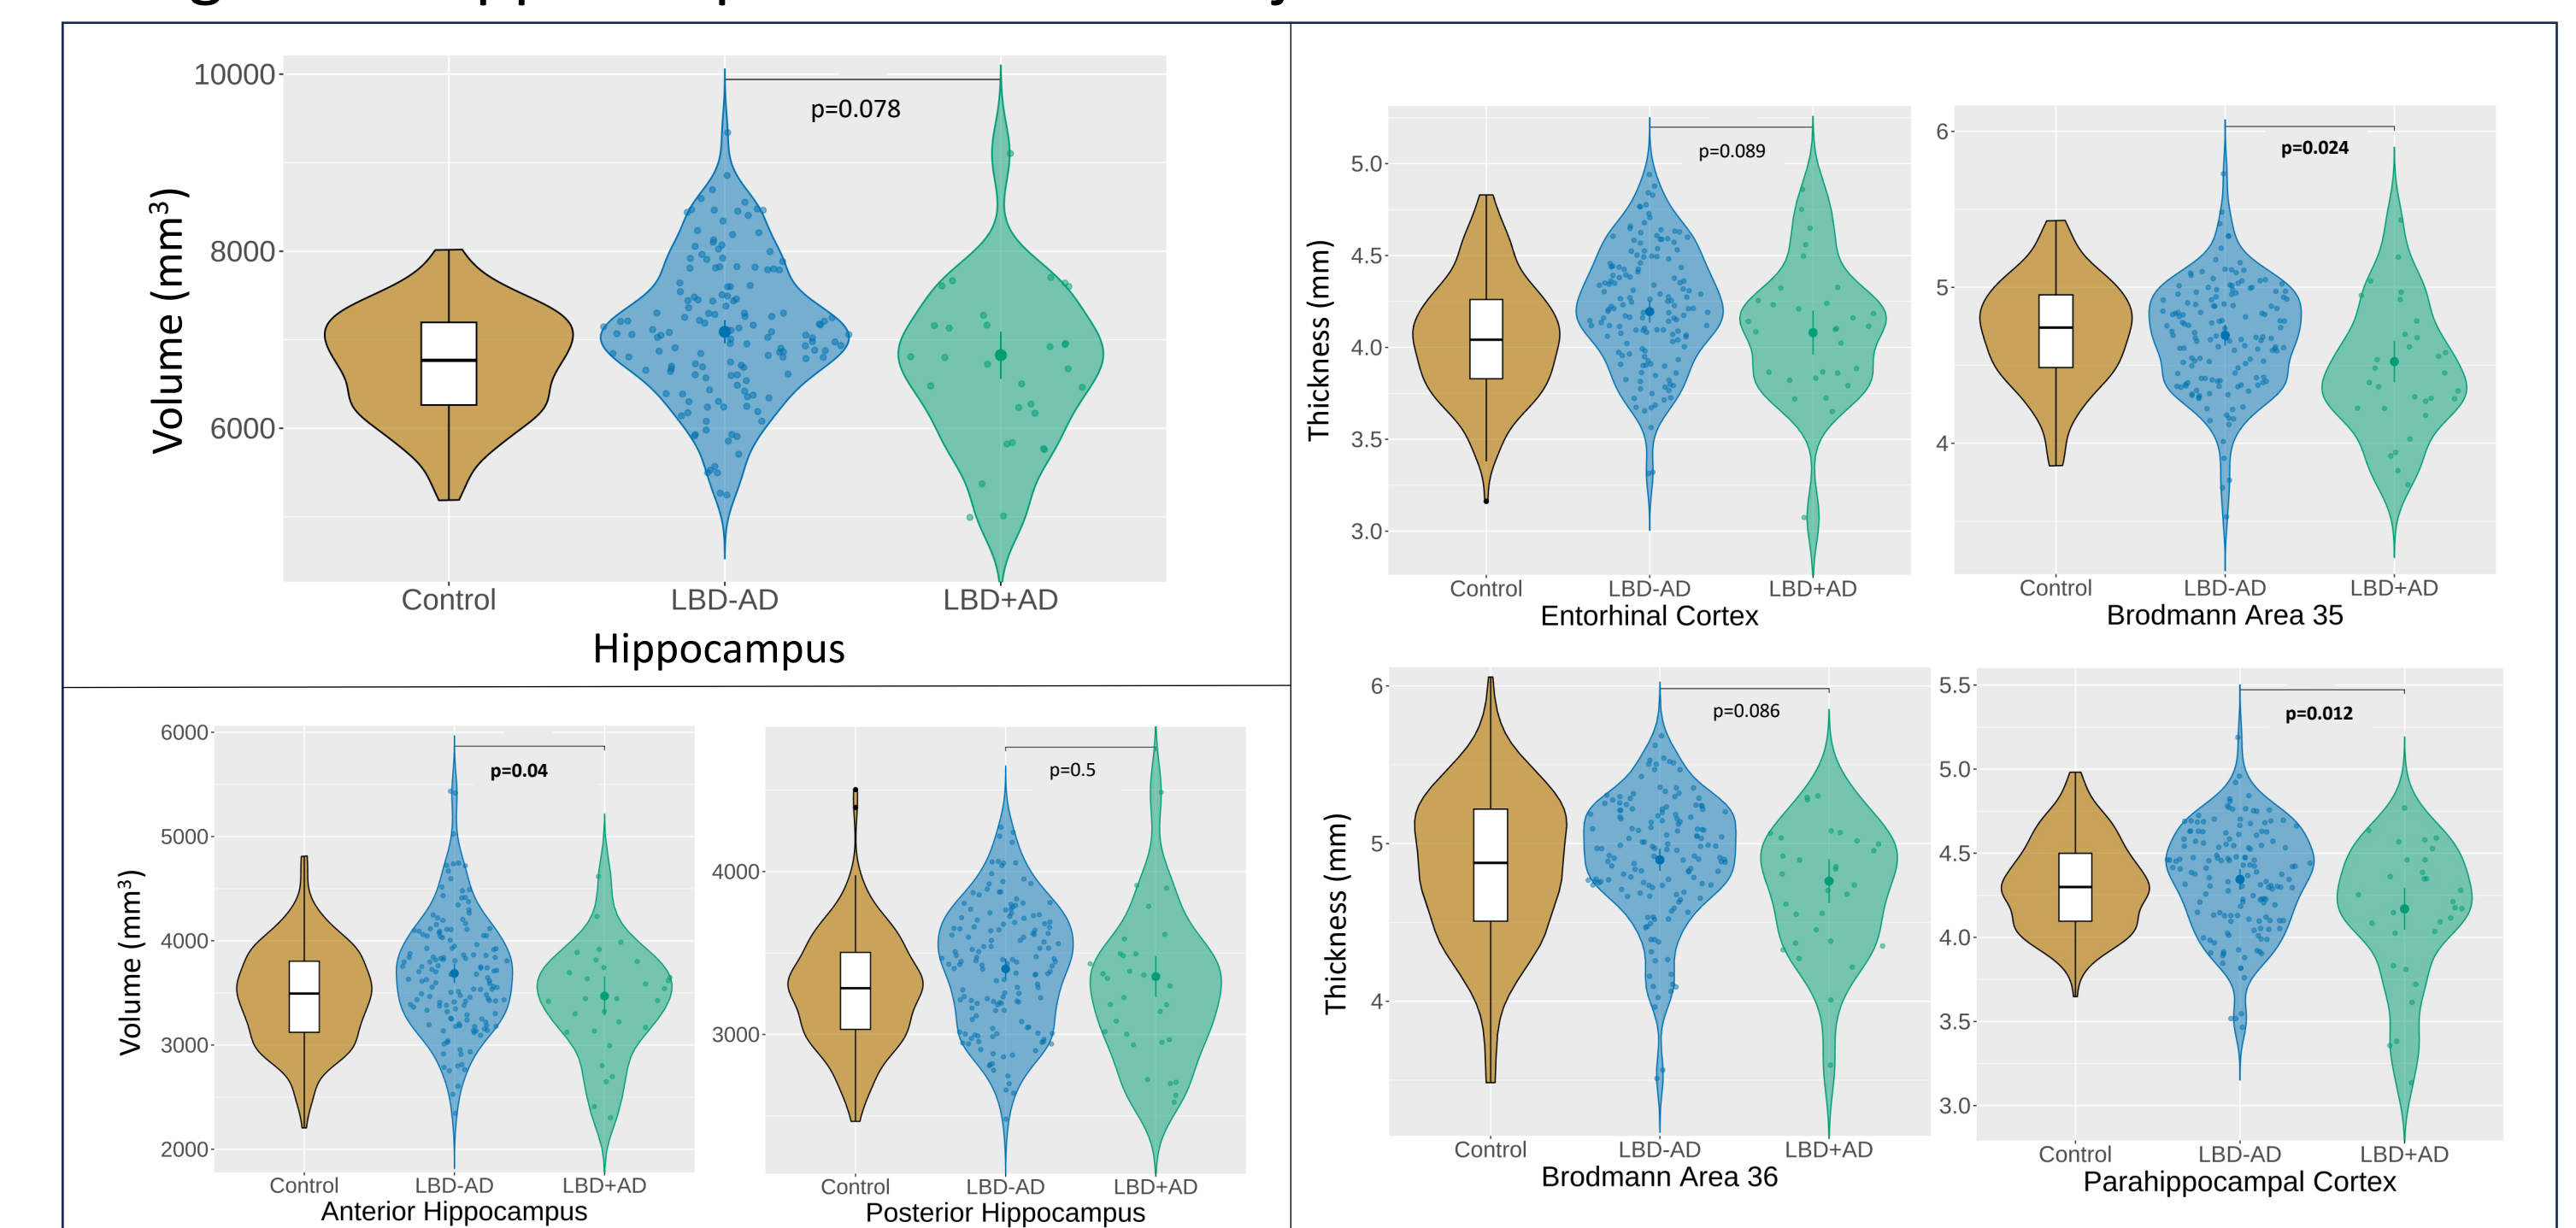 10000
8000
6000
Volume (mm³)
p=0.078
Control LBD-AD LBD+AD
Hippocampus
6000
5000
4000
3000
2000
Volume (mm³)
p=0.04
Control LBD-AD LBD+AD
Anterior Hippocampus
4000
3000
p=0.5
Control LBD-AD LBD+AD
Posterior Hippocampus
5.0
4.5
4.0
3.5
3.0
Thickness (mm)
p=0.089
Control LBD-AD LBD+AD
Entorhinal Cortex
6
5
4
p=0.024
Control LBD-AD LBD+AD
Brodmann Area 35
6
5
4
Thickness (mm)
p=0.086
Control LBD-AD LBD+AD
Brodmann Area 36
5.5
5.0
4.5
4.0
3.5
3.0
p=0.012
Control LBD-AD LBD+AD
Parahippocampal Cortex